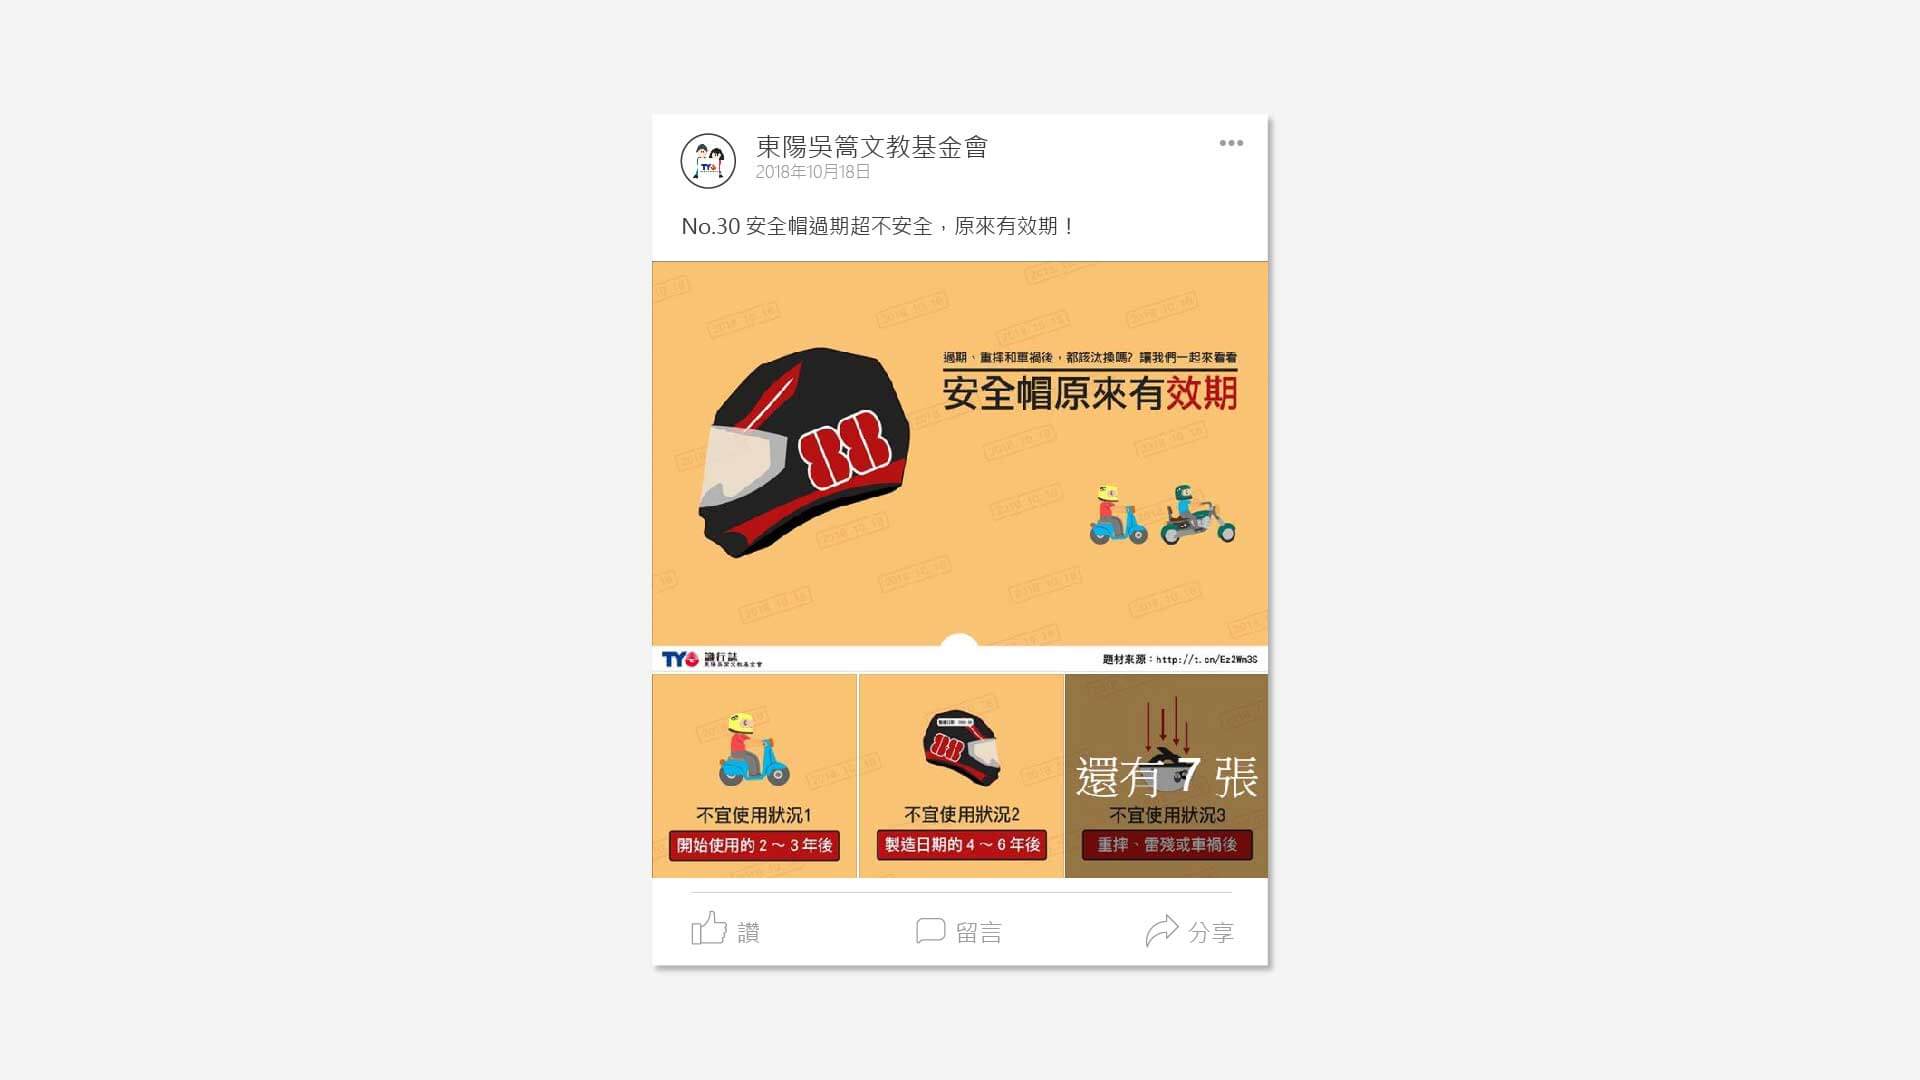 東陽吳篙文教基金會
2018年10月18日
No.30 安全帽過期超不安全，原來有效期！
過期、重摔和車禍後，都該汰換嗎? 讓我們一起來看看
安全帽原來有效期
88
TYG 識行誌
東陽吳篙文教基金會
題材來源：http://t.cn/Ez2Wm3S
不宜使用狀況1
開始使用的 2 ～ 3 年後
88
不宜使用狀況2
製造日期的 4 ～ 6 年後
還有 7 張
不宜使用狀況3
重摔、雷殘或車禍後
讚
留言
分享